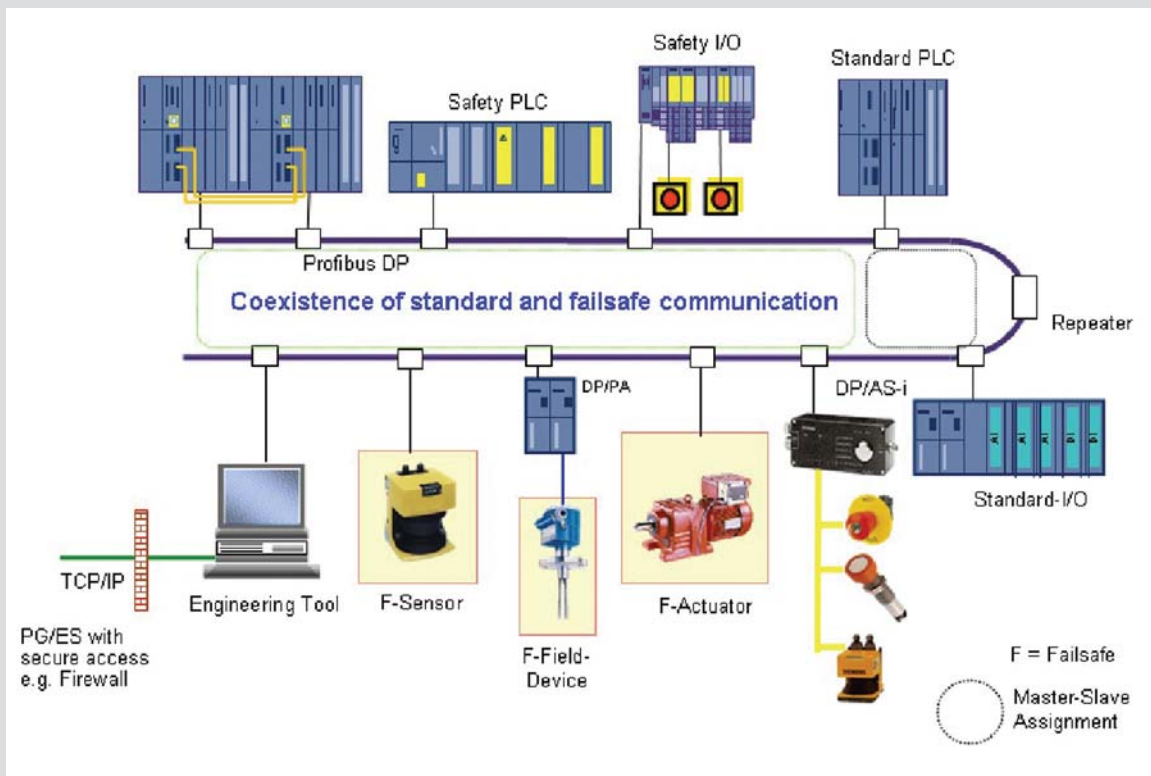 Safety I/O
Standard PLC
Safety PLC
Profibus DP
Coexistence of standard and failsafe communication
Repeater
DP/PA
DP/AS-i
Standard-I/O
TCP/IP
Engineering Tool
F-Sensor
F-Actuator
PG/ES with
secure access
e.g. Firewall
F-Field-
Device
F = Failsafe
Master-Slave
Assignment